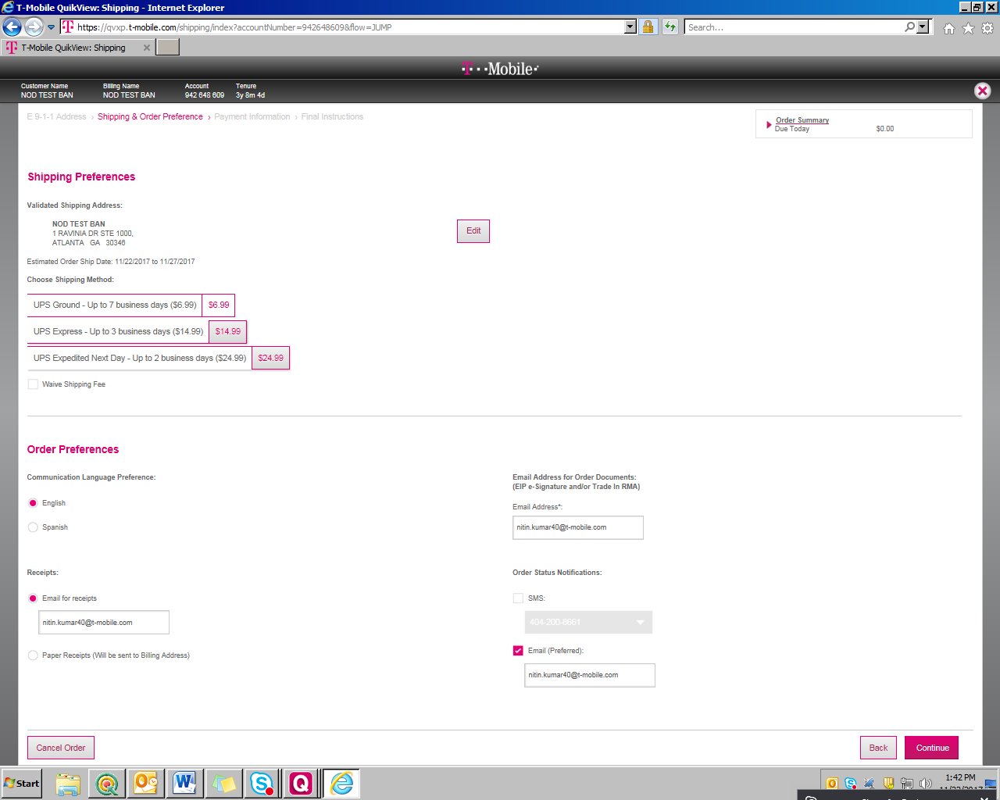 T-Mobile QuikView: Shipping - Internet Explorer
https://qvxp.t-mobile.com/shipping/index?accountNumber=942648609&flow=JUMP
Search...
T-Mobile QuikView: Shipping
T··Mobile·
Customer Name Billing Name Account Tenure
NOD TEST BAN NOD TEST BAN 942 648 609 3y 8m 4d
E 9-1-1 Address › Shipping & Order Preference › Payment Information › Final Instructions
Order Summary
Due Today $0.00
Shipping Preferences
Validated Shipping Address:
NOD TEST BAN
1 RAVINIA DR STE 1000,
ATLANTA GA 30346
Edit
Estimated Order Ship Date: 11/22/2017 to 11/27/2017
Choose Shipping Method:
UPS Ground - Up to 7 business days ($6.99) $6.99
UPS Express - Up to 3 business days ($14.99) $14.99
UPS Expedited Next Day - Up to 2 business days ($24.99) $24.99
Waive Shipping Fee
Order Preferences
Communication Language Preference:
English
Spanish
Email Address for Order Documents:
(EIP e-Signature and/or Trade In RMA)
Email Address*:
nitin.kumar40@t-mobile.com
Receipts:
Email for receipts
nitin.kumar40@t-mobile.com
Paper Receipts (Will be sent to Billing Address)
Order Status Notifications:
SMS:
404-200-8661
Email (Preferred):
nitin.kumar40@t-mobile.com
Cancel Order
Back
Continue
Start
1:42 PM